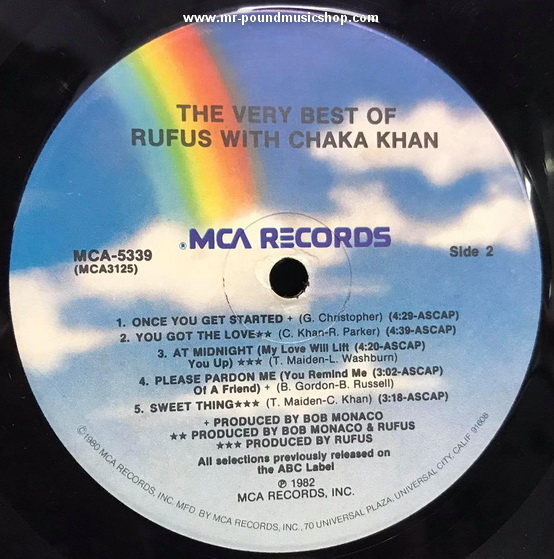 www.mr-poundmusicshop.com
THE VERY BEST OF
RUFUS WITH CHAKA KHAN
®MCA RECORDS
MCA-5339
(MCA3125)
Side 2
1. ONCE YOU GET STARTED + (G. Christopher) (4:29-ASCAP)
2. YOU GOT THE LOVE★★ (C. Khan-R. Parker) (4:39-ASCAP)
3. AT MIDNIGHT (My Love Will Lift (4:20-ASCAP)
You Up) ★★★ (T. Maiden-L. Washburn)
4. PLEASE PARDON ME (You Remind Me (3:02-ASCAP)
Of A Friend) + (B. Gordon-B. Russell)
5. SWEET THING★★★ (T. Maiden-C. Khan) (3:18-ASCAP)
+ PRODUCED BY BOB MONACO
★★ PRODUCED BY BOB MONACO & RUFUS
★★★ PRODUCED BY RUFUS
All selections previously released on
the ABC Label
℗ 1982
MCA RECORDS, INC.
©1980 MCA RECORDS, INC. MFD. BY MCA RECORDS, INC., 70 UNIVERSAL PLAZA, UNIVERSAL CITY, CALIF. 91608